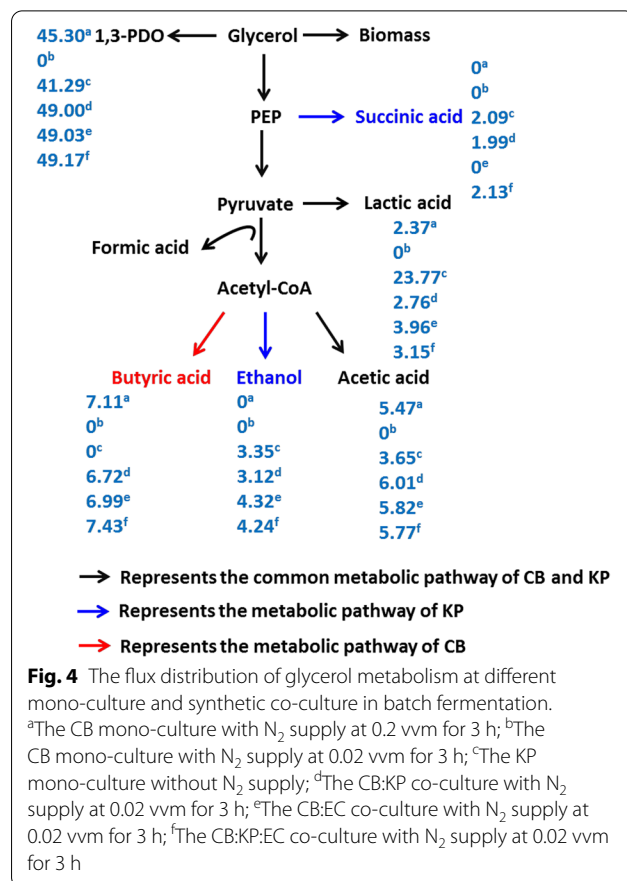 45.30ᵃ 1,3-PDO Glycerol Biomass
0ᵇ
41.29ᶜ
49.00ᵈ
49.03ᵉ
49.17ᶠ
0ᵃ
0ᵇ
PEP Succinic acid 2.09ᶜ
1.99ᵈ
0ᵉ
2.13ᶠ
Pyruvate Lactic acid
2.37ᵃ
0ᵇ
23.77ᶜ
2.76ᵈ
3.96ᵉ
3.15ᶠ
Formic acid
Acetyl-CoA
Butyric acid Ethanol Acetic acid
7.11ᵃ 0ᵃ 5.47ᵃ
0ᵇ 0ᵇ 0ᵇ
0ᶜ 3.35ᶜ 3.65ᶜ
6.72ᵈ 3.12ᵈ 6.01ᵈ
6.99ᵉ 4.32ᵉ 5.82ᵉ
7.43ᶠ 4.24ᶠ 5.77ᶠ
Represents the common metabolic pathway of CB and KP
Represents the metabolic pathway of KP
Represents the metabolic pathway of CB
Fig. 4 The flux distribution of glycerol metabolism at different
mono-culture and synthetic co-culture in batch fermentation.
ᵃThe CB mono-culture with N₂ supply at 0.2 vvm for 3 h; ᵇThe
CB mono-culture with N₂ supply at 0.02 vvm for 3 h; ᶜThe KP
mono-culture without N₂ supply; ᵈThe CB:KP co-culture with N₂
supply at 0.02 vvm for 3 h; ᵉThe CB:EC co-culture with N₂ supply at
0.02 vvm for 3 h; ᶠThe CB:KP:EC co-culture with N₂ supply at 0.02 vvm
for 3 h